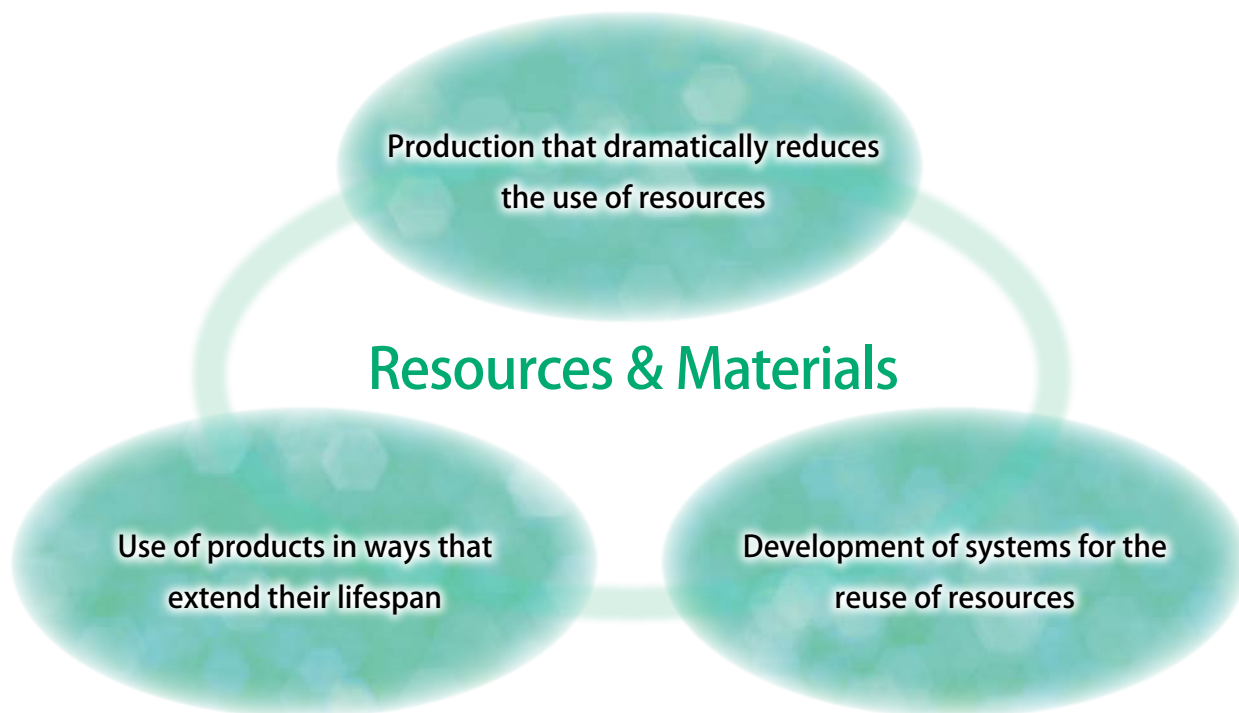 Production that dramatically reduces
the use of resources
Resources & Materials
Use of products in ways that
extend their lifespan
Development of systems for the
reuse of resources